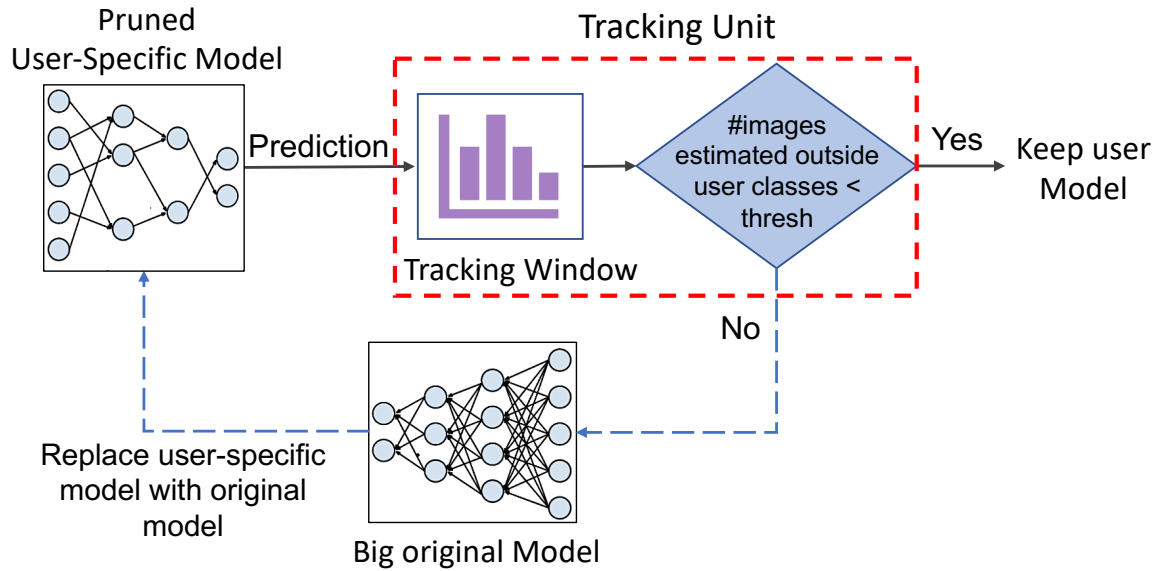 Pruned
User-Specific Model
Tracking Unit
Prediction
#images
estimated outside
user classes <
thresh
Yes
Keep user
Model
Tracking Window
No
Replace user-specific
model with original
model
Big original Model